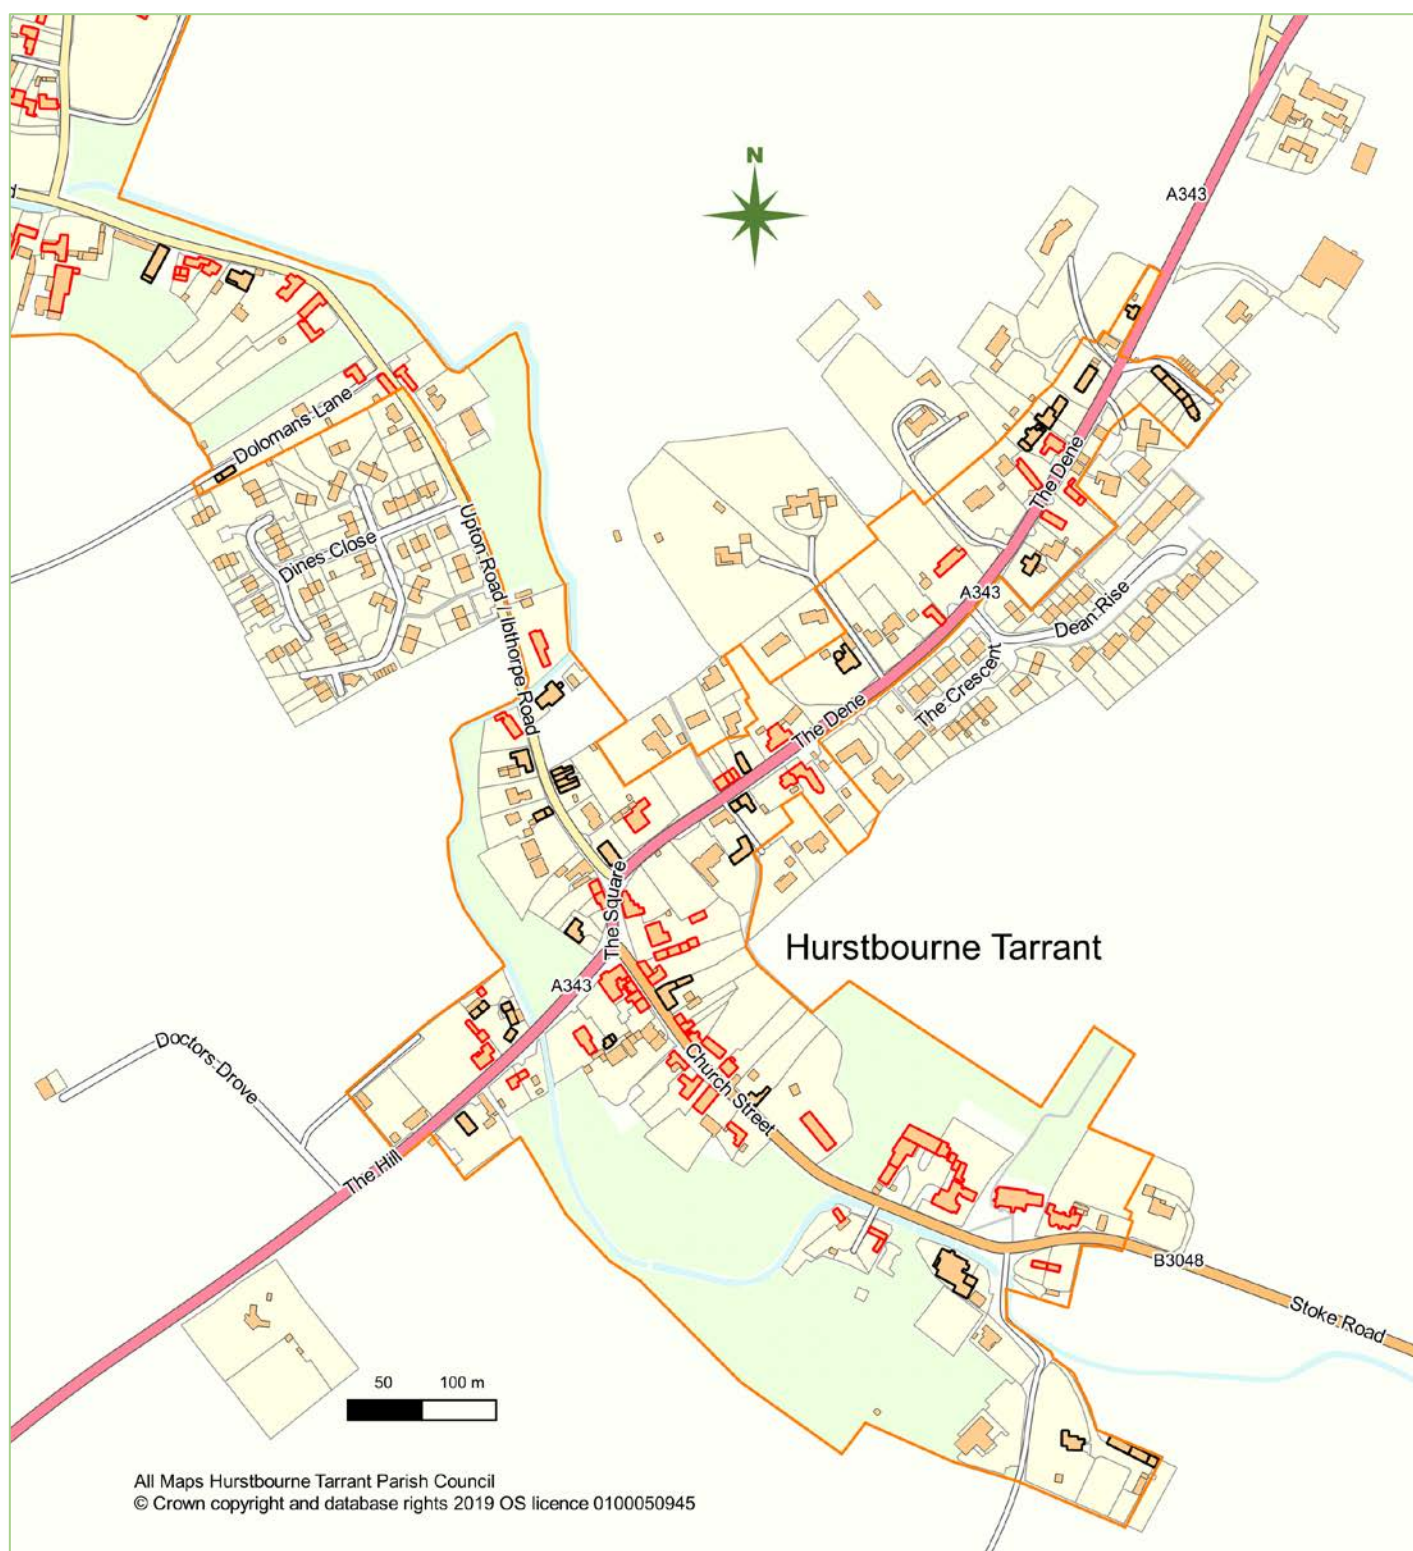 N
A343
Dolomans Lane
The Dene
Dines Close
Upton Road / Ibthorpe Road
A343
Dean Rise
The Crescent
The Dene
The Square
Hurstbourne Tarrant
A343
Doctors Drove
Church Street
The Hill
B3048
Stoke Road
50 100 m
All Maps Hurstbourne Tarrant Parish Council
© Crown copyright and database rights 2019 OS licence 0100050945